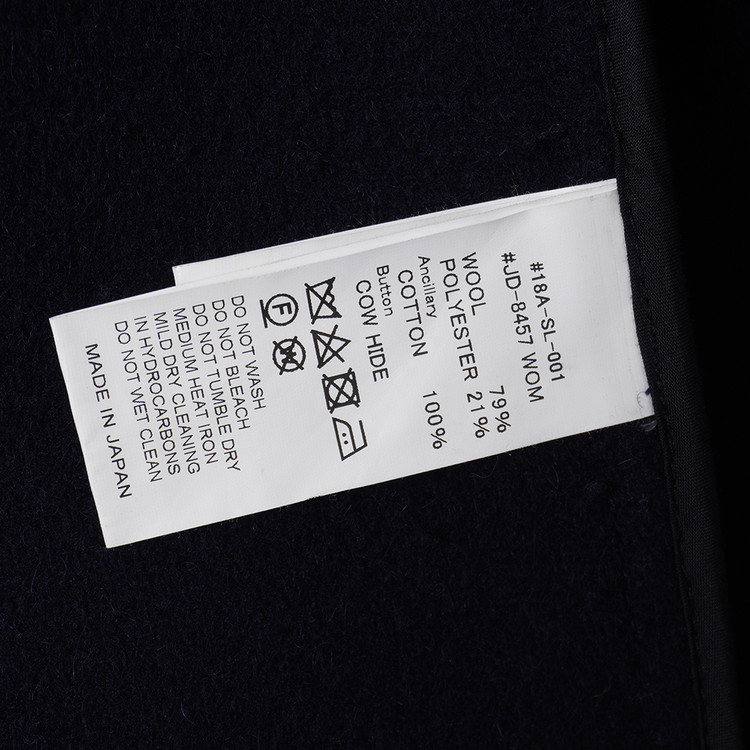 #18A-SL-001
#JD-8457 WOM
WOOL 79%
POLYESTER 21%
Ancillary
COTTON 100%
Button
COW HIDE
F
W
DO NOT WASH
DO NOT BLEACH
DO NOT TUMBLE DRY
MEDIUM HEAT IRON
MILD DRY CLEANING
IN HYDROCARBONS
DO NOT WET CLEAN
MADE IN JAPAN